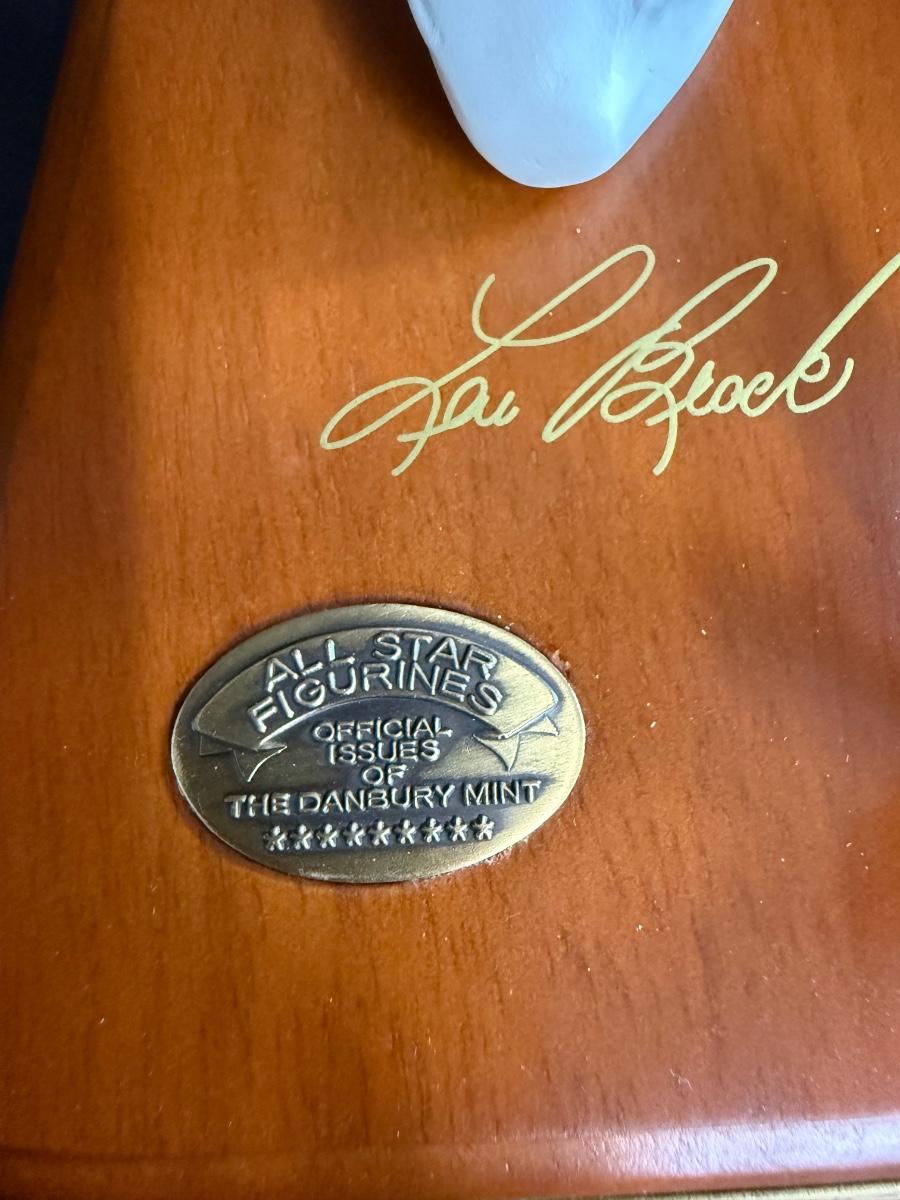 Lou Brock
ALL STAR
FIGURINES
OFFICIAL
ISSUES
OF
THE DANBURY MINT